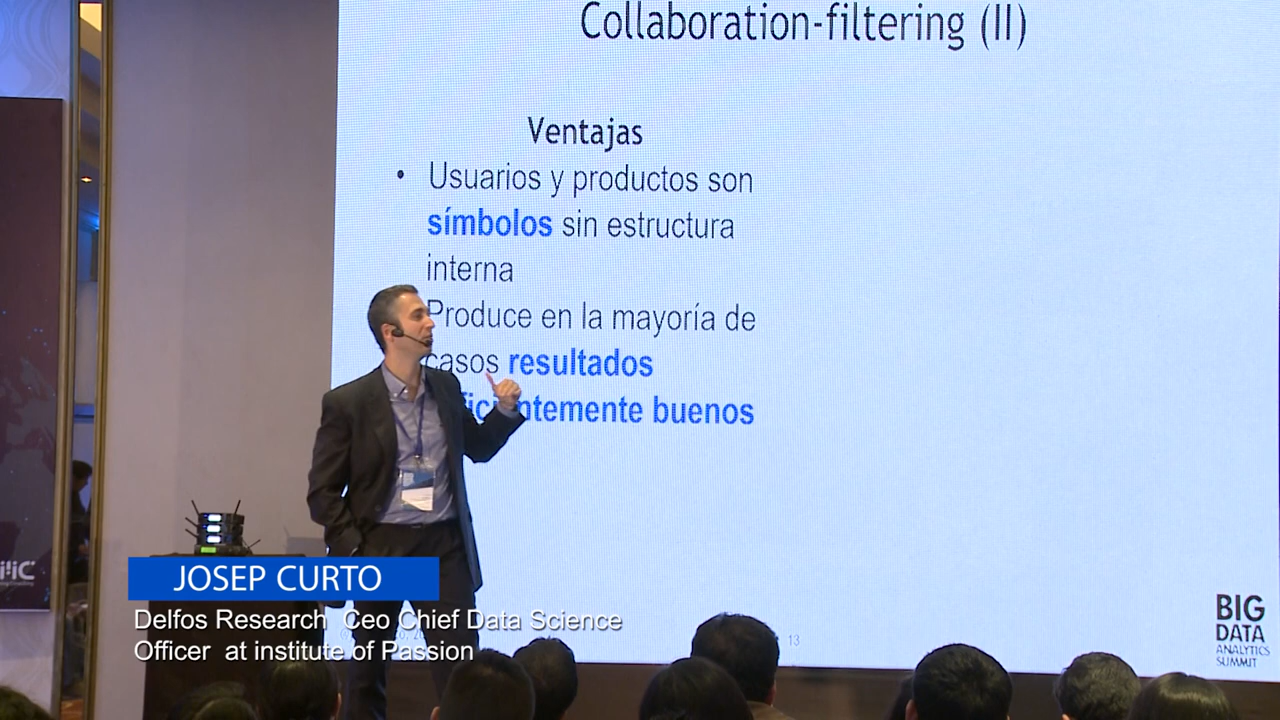 Collaboration-filtering (II)
Ventajas
• Usuarios y productos son
símbolos sin estructura
interna
Produce en la mayoría de
casos resultados
buenos
JOSEP CURTO
Delfos Research Ceo Chief Data Science
Officer at institute of Passion
13
BIG
DATA
ANALYTICS
SUMMIT